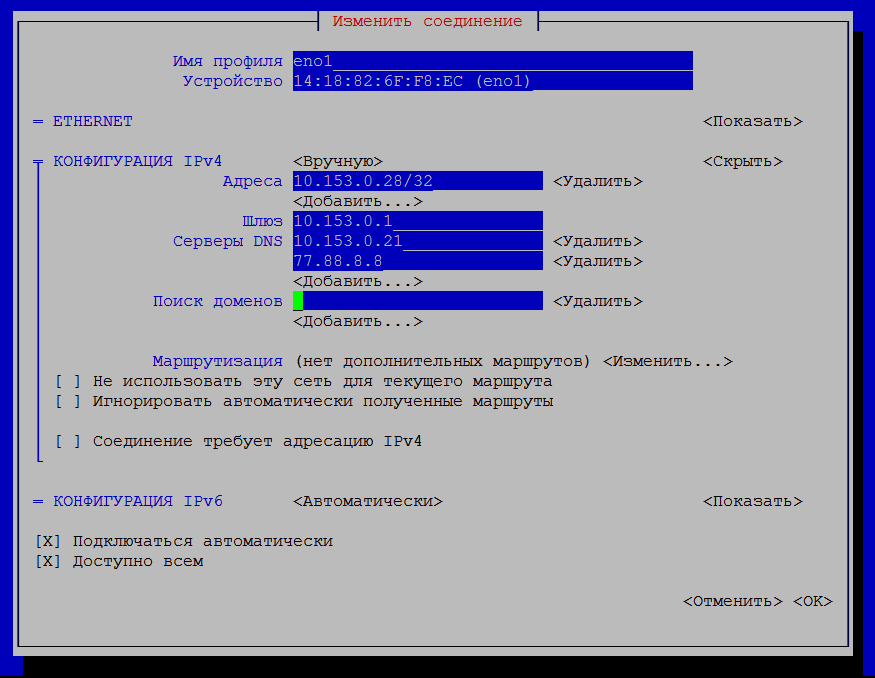 Изменить соединение
Имя профиля eno1
Устройство 14:18:82:6F:F8:EC (eno1)
= ETHERNET <Показать>
КОНФИГУРАЦИЯ IPv4 <Вручную> <Скрыть>
Адреса 10.153.0.28/32 <Удалить>
<Добавить...>
Шлюз 10.153.0.1
Серверы DNS 10.153.0.21 <Удалить>
77.88.8.8 <Удалить>
<Добавить...>
Поиск доменов <Удалить>
<Добавить...>
Маршрутизация (нет дополнительных маршрутов) <Изменить...>
[ ] Не использовать эту сеть для текущего маршрута
[ ] Игнорировать автоматически полученные маршруты
[ ] Соединение требует адресацию IPv4
= КОНФИГУРАЦИЯ IPv6 <Автоматически> <Показать>
[X] Подключаться автоматически
[X] Доступно всем
<Отменить> <OK>